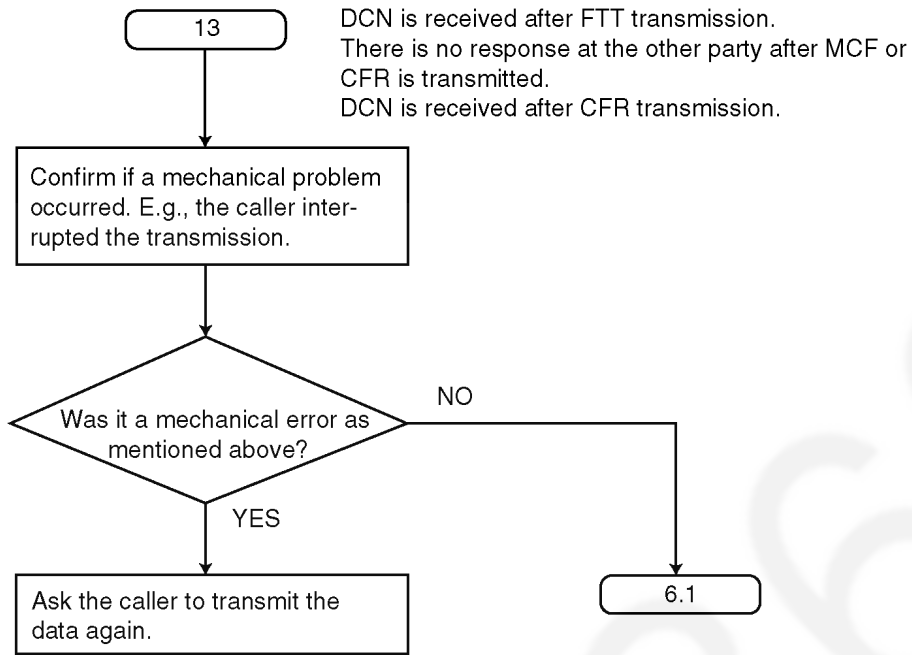 13
DCN is received after FTT transmission.
There is no response at the other party after MCF or
CFR is transmitted.
DCN is received after CFR transmission.
Confirm if a mechanical problem
occurred. E.g., the caller inter-
rupted the transmission.
Was it a mechanical error as
mentioned above?
NO
YES
Ask the caller to transmit the
data again.
6.1